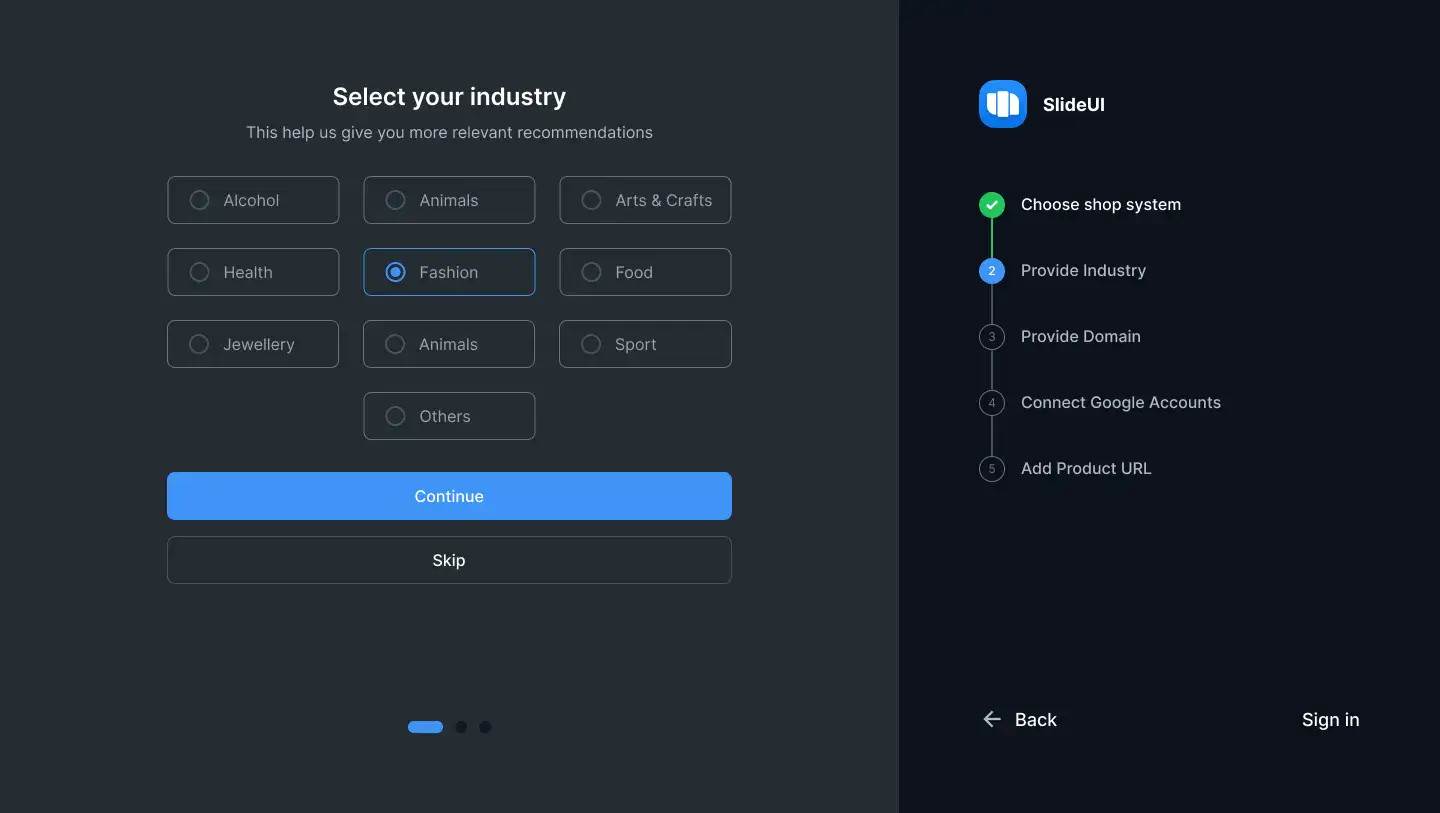 Select your industry
This help us give you more relevant recommendations
Alcohol
Animals
Arts & Crafts
Health
Fashion
Food
Jewellery
Animals
Sport
Others
Continue
Skip
SlideUI
Choose shop system
2 Provide Industry
3 Provide Domain
4 Connect Google Accounts
5 Add Product URL
Back
Sign in